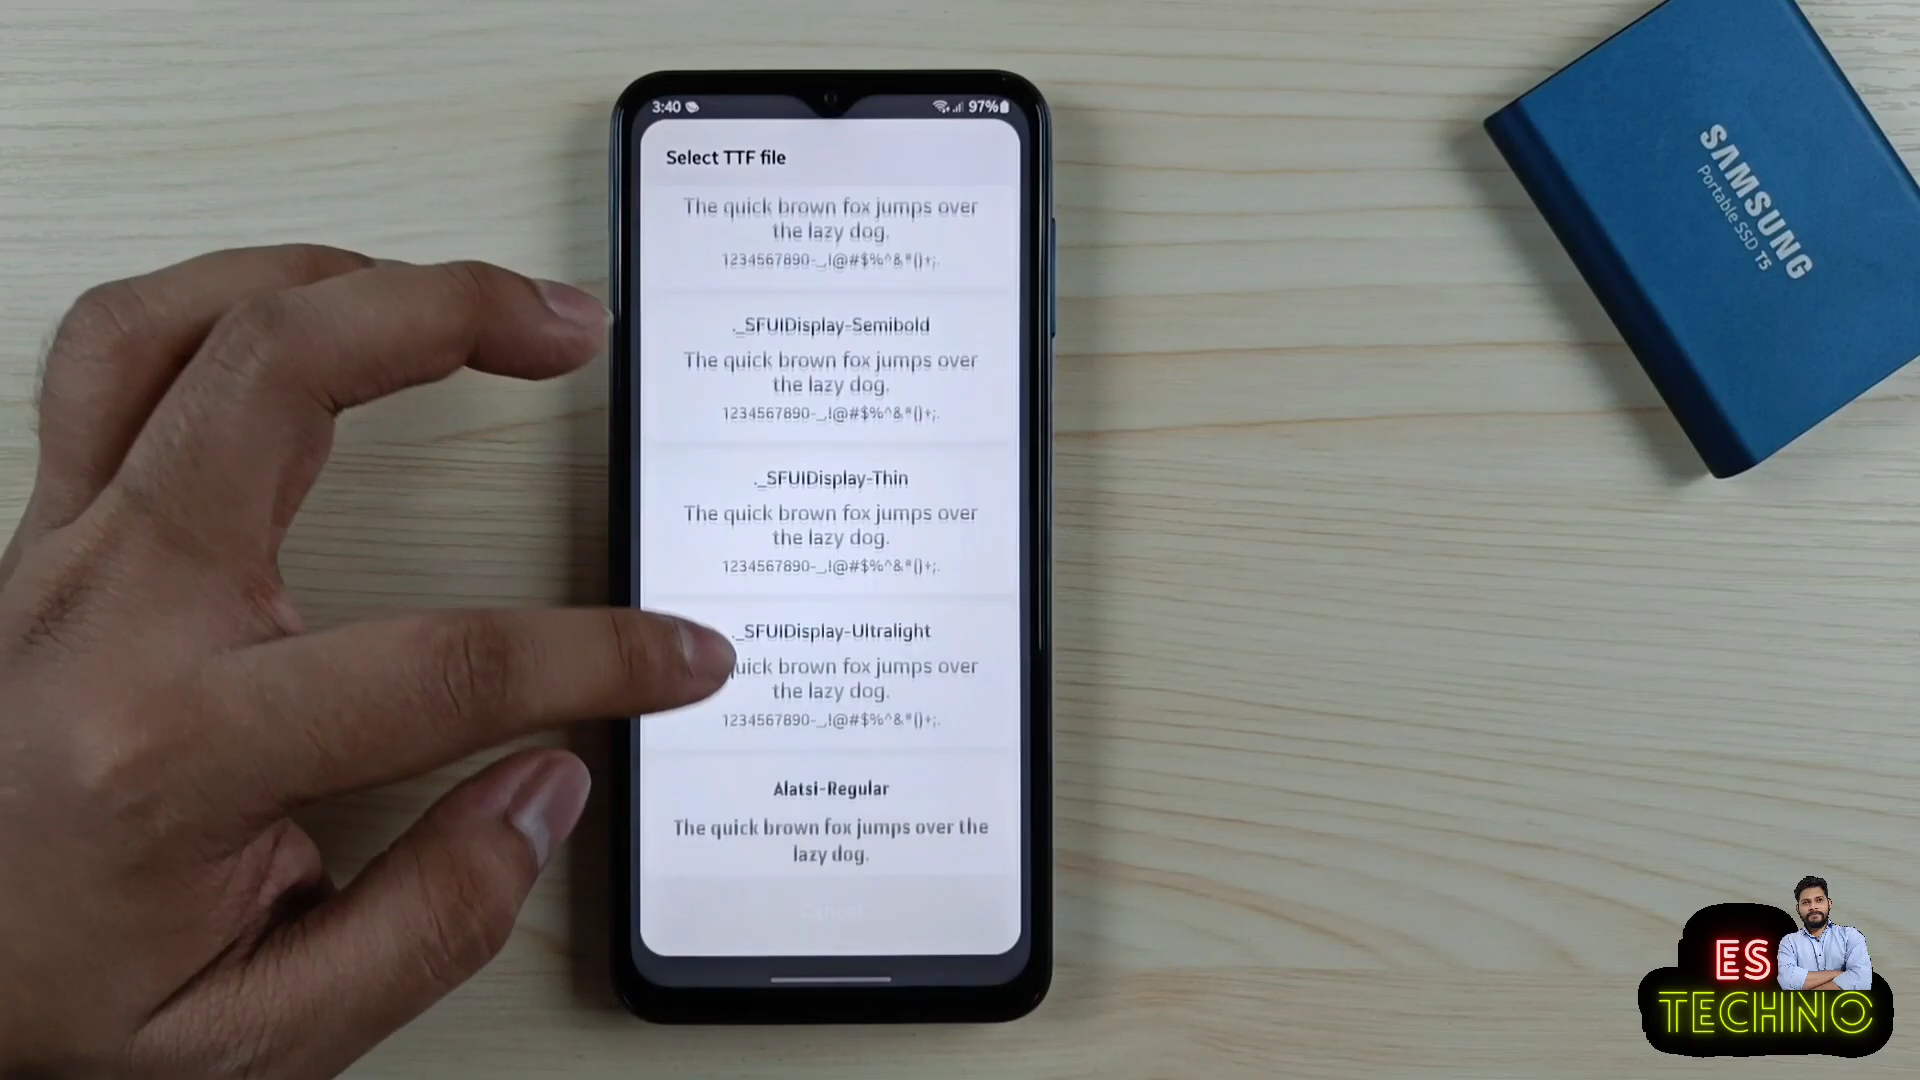 3:40
97%
Select TTF file
The quick brown fox jumps over
the lazy dog.
1234567890-_,!@#$%^&*()+;.
._SFUIDisplay-Semibold
The quick brown fox jumps over
the lazy dog.
1234567890-_,!@#$%^&*()+;.
._SFUIDisplay-Thin
The quick brown fox jumps over
the lazy dog.
1234567890-_,!@#$%^&*()+;.
._SFUIDisplay-Ultralight
quick brown fox jumps over
the lazy dog.
1234567890-_,!@#$%^&*()+;.
Alatsi-Regular
The quick brown fox jumps over the
lazy dog.
Cancel
SAMSUNG
Portable SSD T5
ES
TECHNO